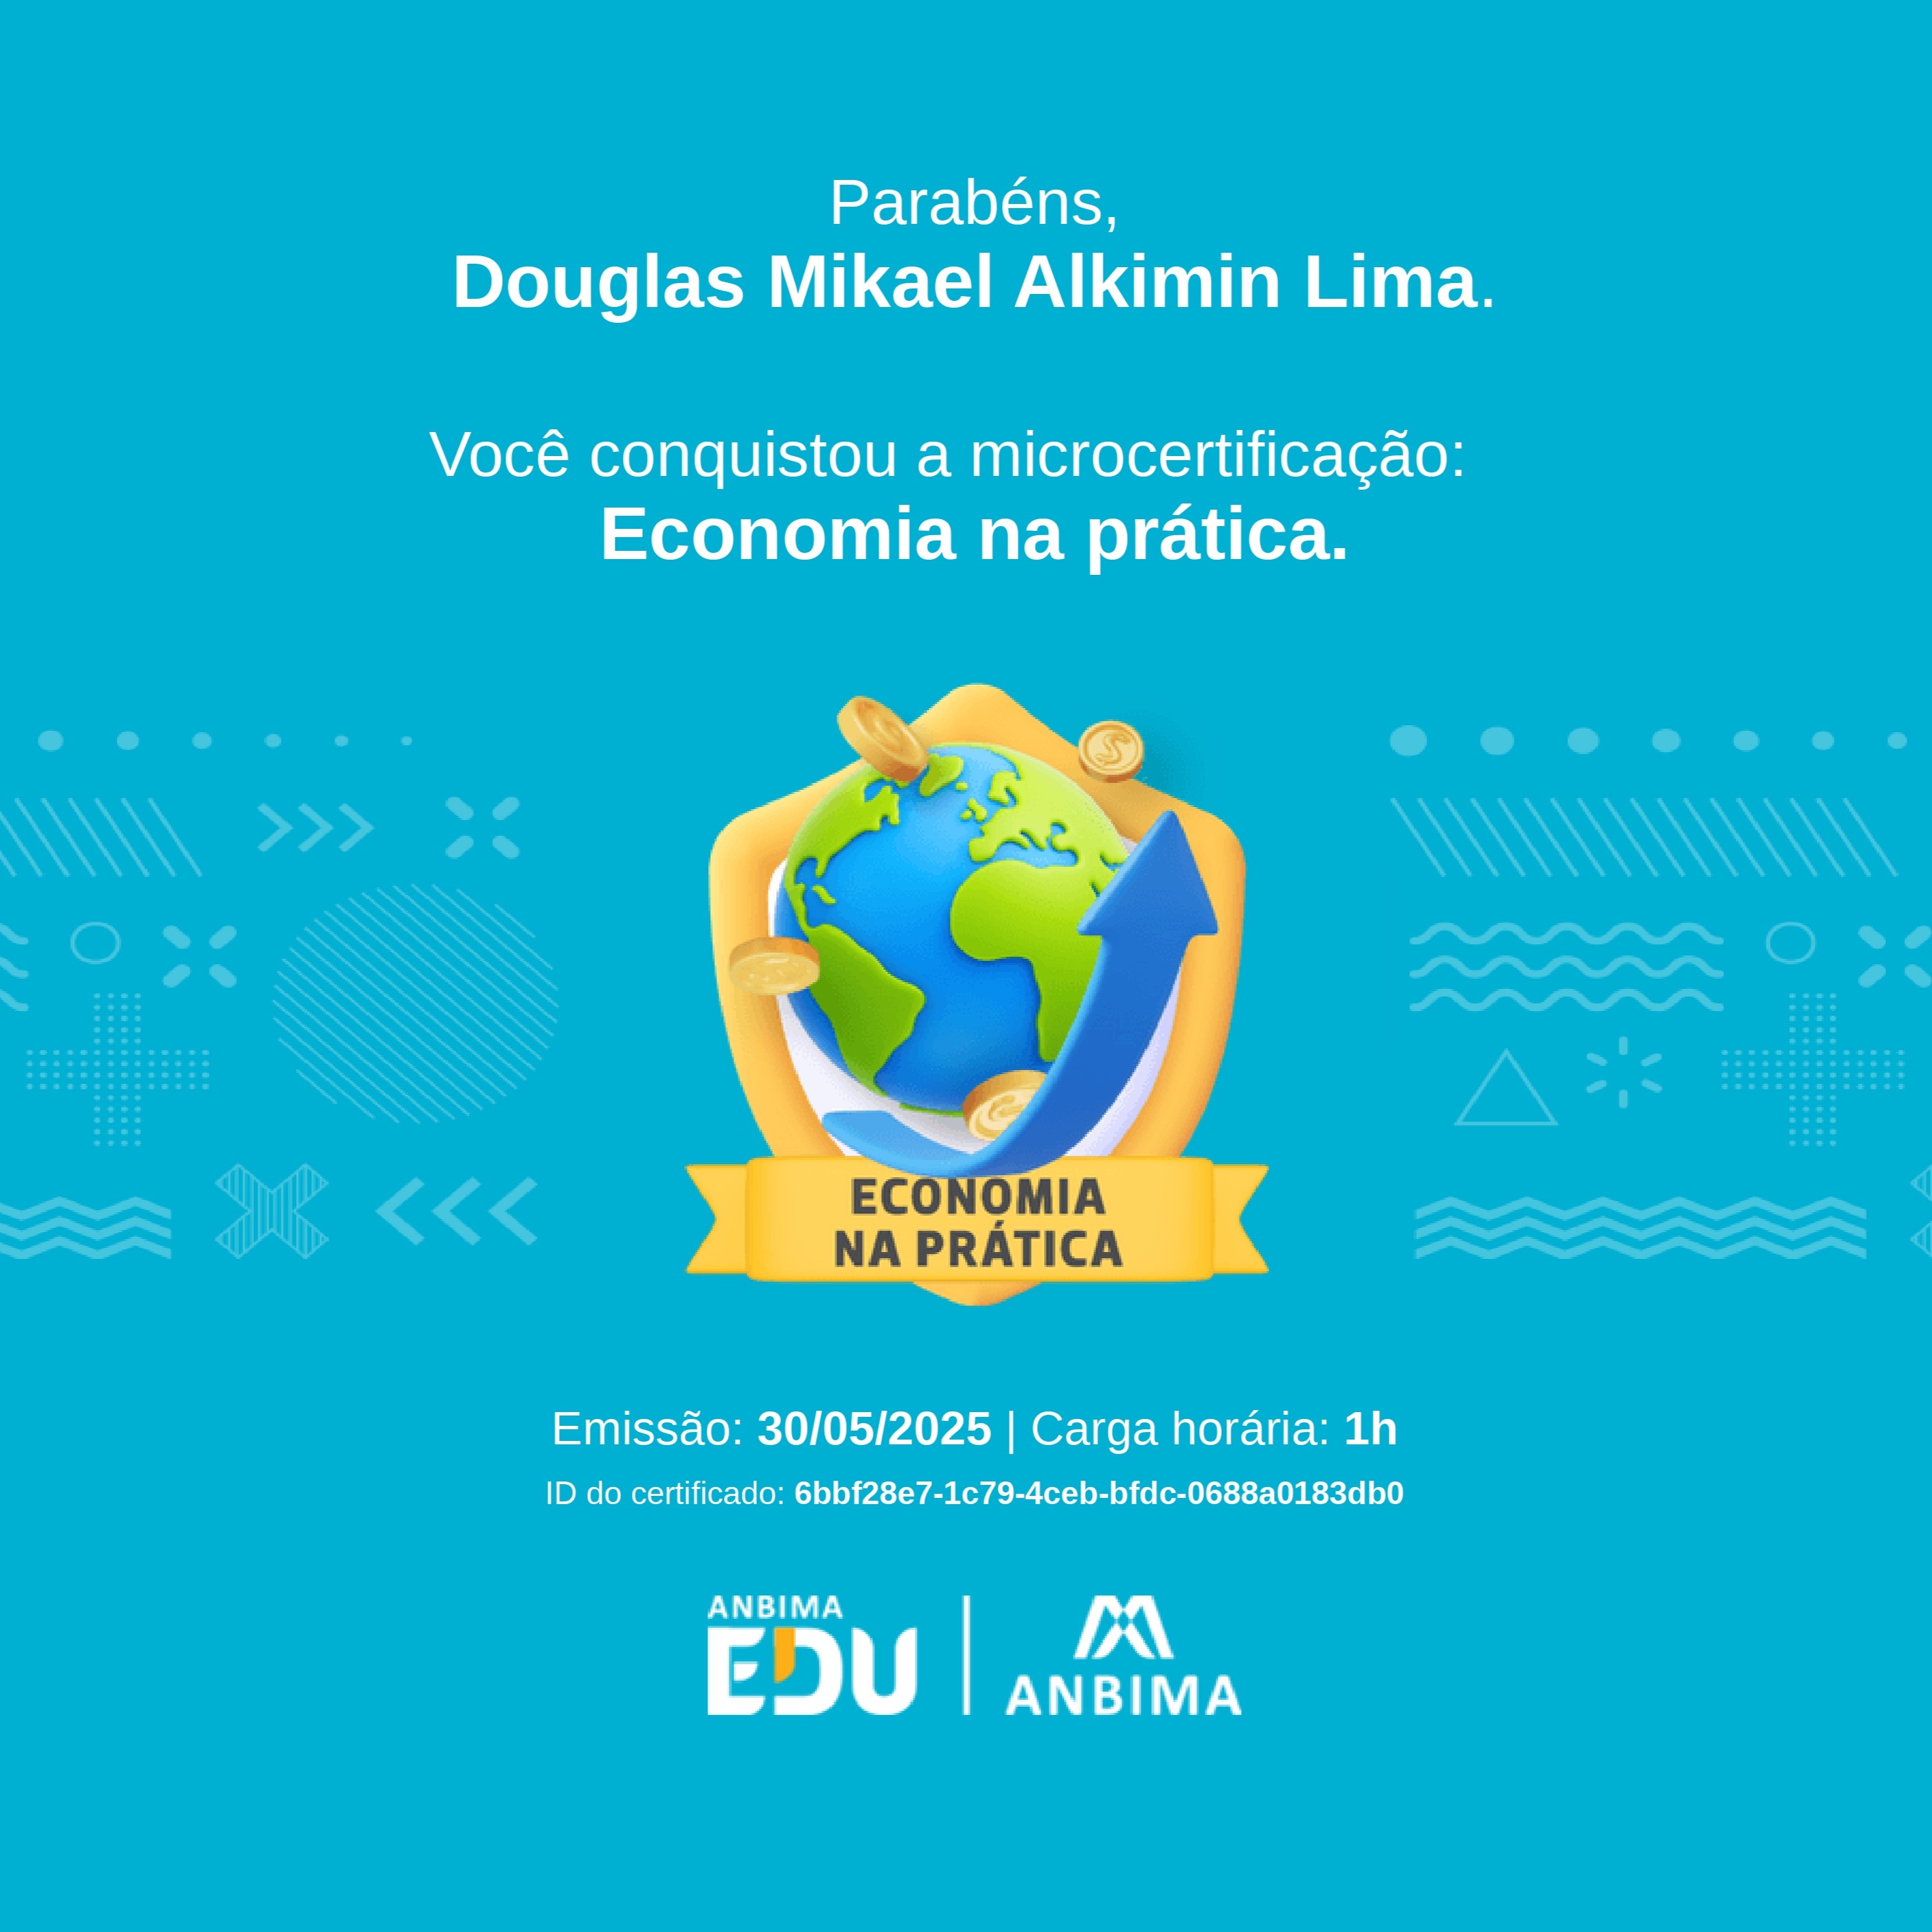 Parabéns,
Douglas Mikael Alkimin Lima.
Você conquistou a microcertificação:
Economia na prática.
ECONOMIA
NA PRÁTICA
Emissão: 30/05/2025 | Carga horária: 1h
ID do certificado: 6bbf28e7-1c79-4ceb-bfdc-0688a0183db0
ANBIMA
EDU
ANBIMA